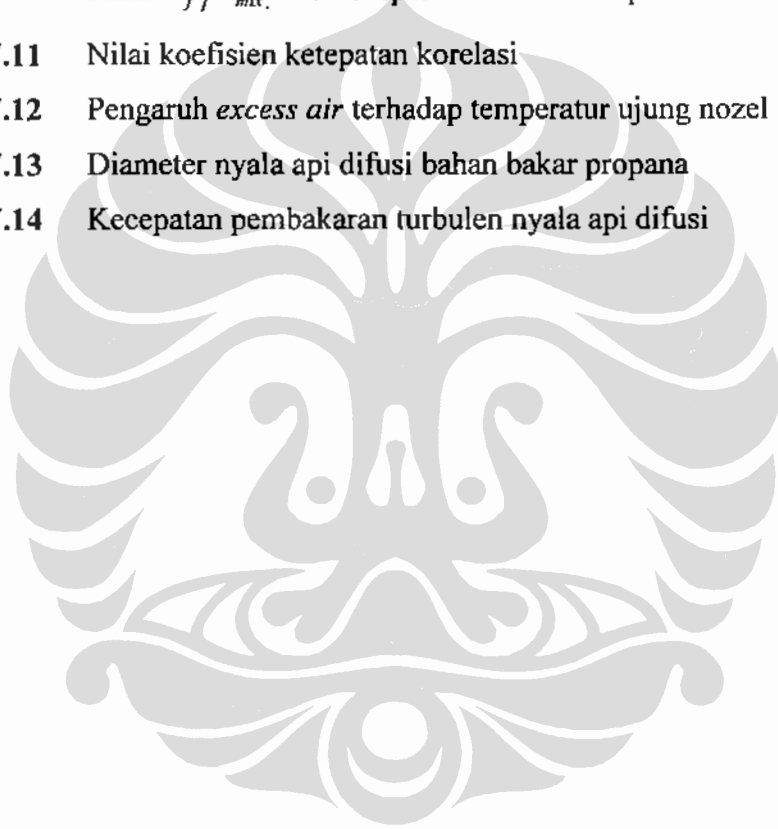 .11 Nilai koefisien ketepatan korelasi
.12 Pengaruh excess air terhadap temperatur ujung nozel
.13 Diameter nyala api difusi bahan bakar propana
.14 Kecepatan pembakaran turbulen nyala api difusi